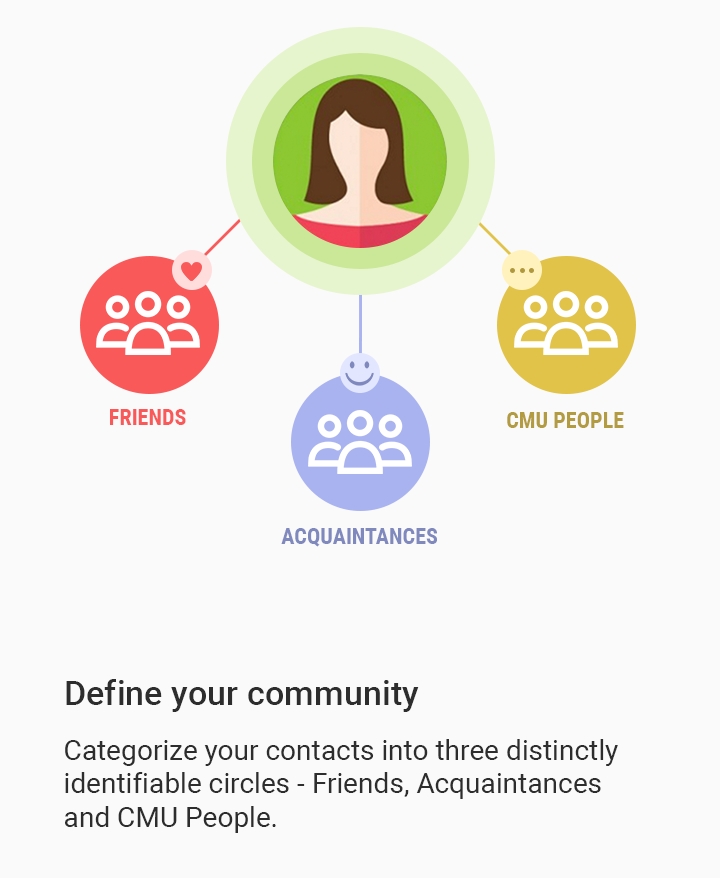 FRIENDS
CMU PEOPLE
ACQUAINTANCES
Define your community
Categorize your contacts into three distinctly
identifiable circles - Friends, Acquaintances
and CMU People.